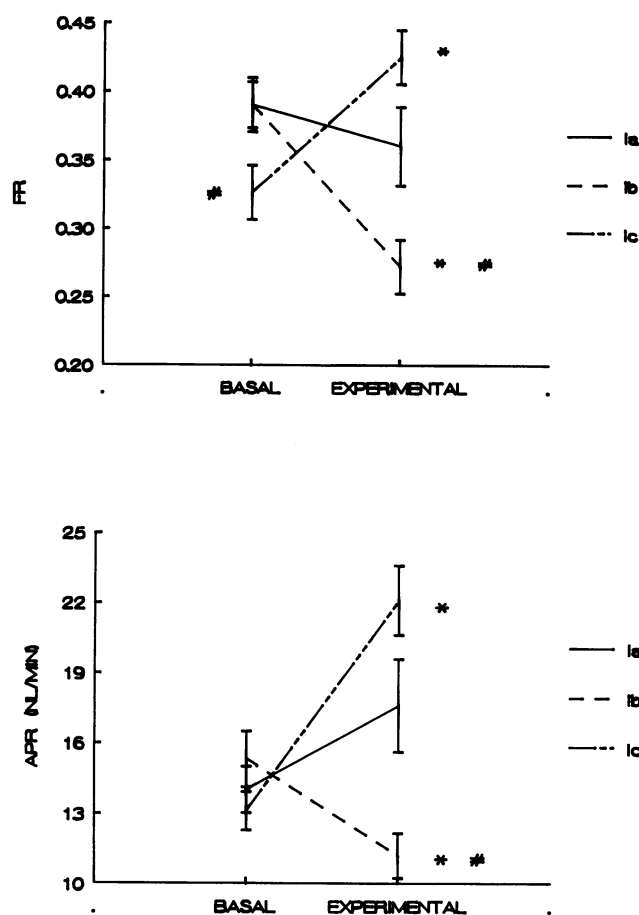 0.45
*
0.40
Ia
0.35
FR
#
Ib
0.30
Ic
* #
0.25
0.20
BASAL EXPERIMENTAL
25
22
*
19
Ia
APR (NL/MIN)
Ib
16
Ic
13
* #
10
BASAL EXPERIMENTAL